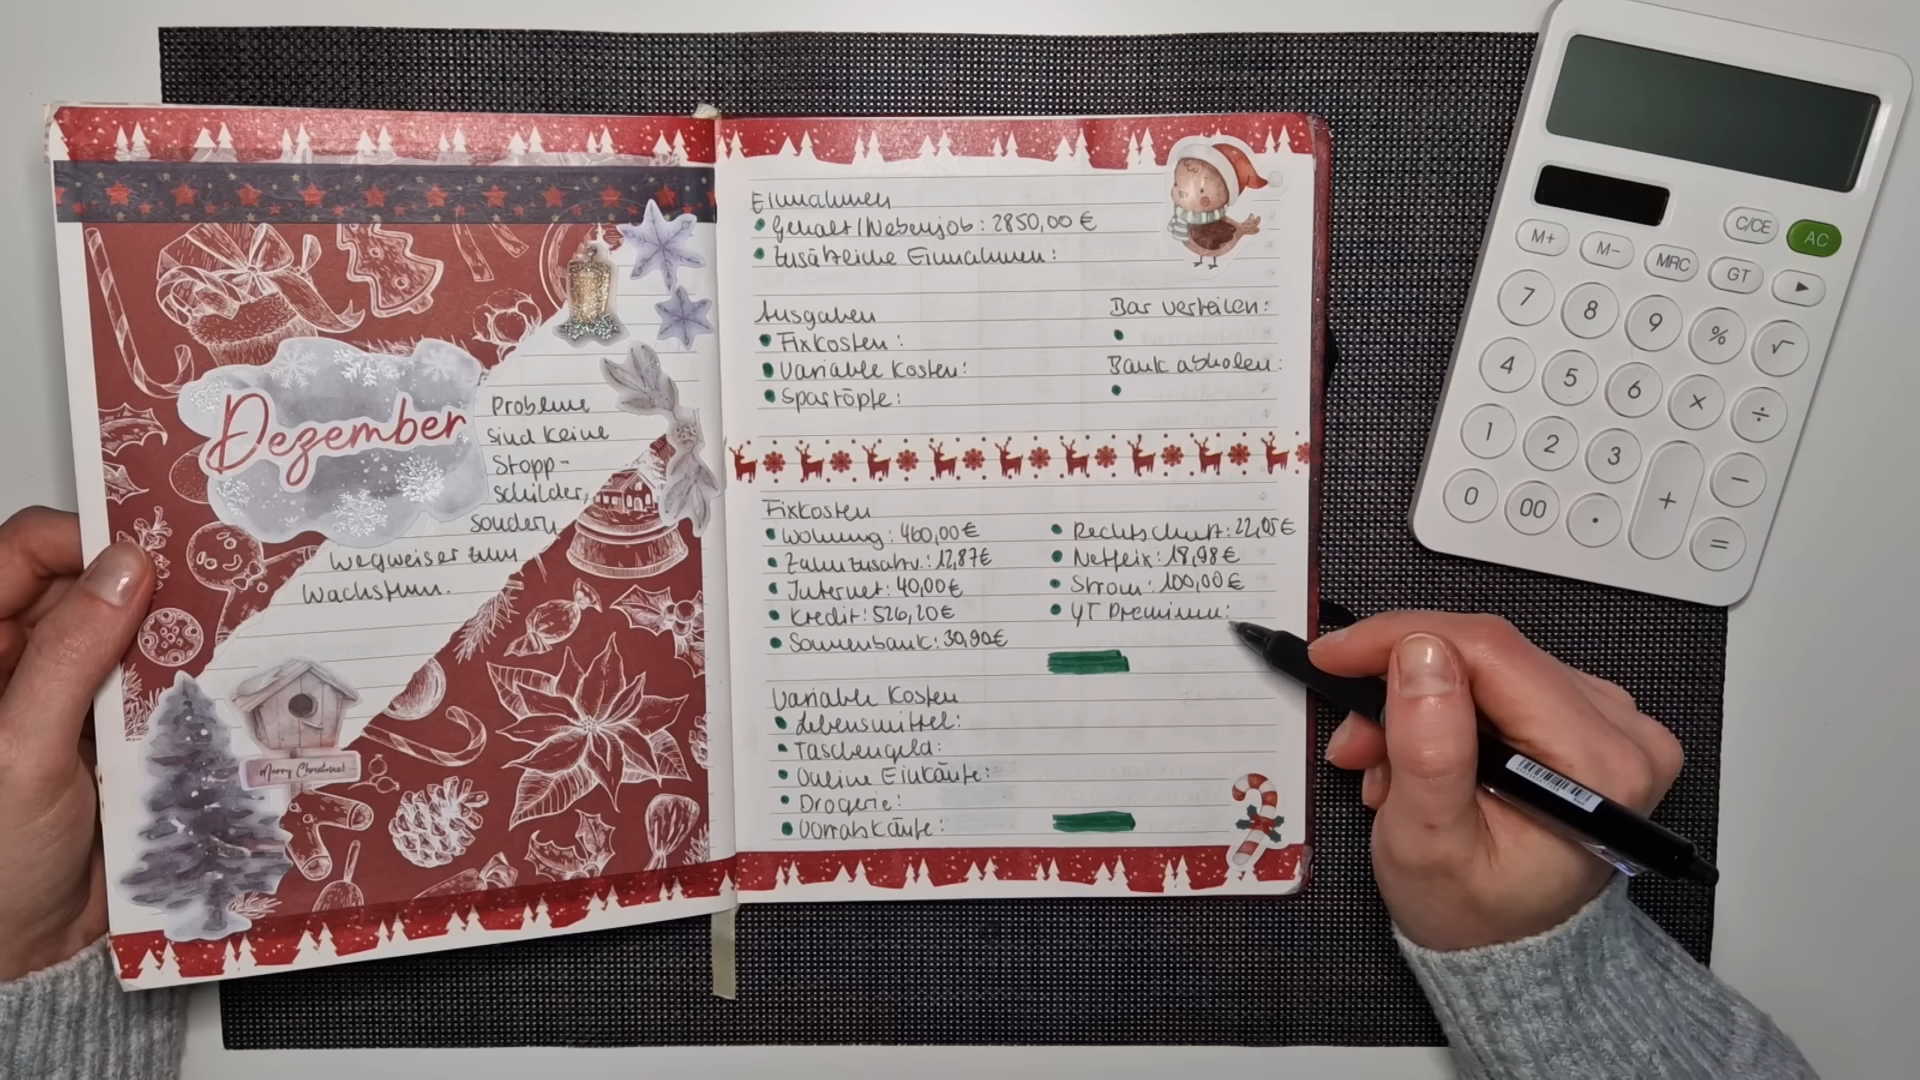 Dezember
Probleme
sind keine
Stopp-
schilder,
sondern
Wegweiser zum
Wachstum.
Merry Christmas!
Einnahmen
Gehalt/Nebenjob: 2850,00 €
zusätzliche Einnahmen:
Ausgaben
Fixkosten:
Variable Kosten:
Spartöpfe:
Bar verteilen:
Bank abholen:
Fixkosten
Wohnung: 460,00€
Zahnzusatzv.: 12,87€
Internet: 40,00€
Kredit: 526,20€
Sonnenbank: 30,90€
Rechtschutz: 22,05€
Netflix: 18,98€
Strom: 100,00€
YT Premium:
Variable Kosten
Lebensmittel:
Taschengeld:
Online Einkäufe:
Drogerie:
Vorratskäufe:
C/CE
AC
M+
M-
MRC
GT
▶
7
8
9
%
√
4
5
6
×
÷
1
2
3
+
−
0
00
.
=